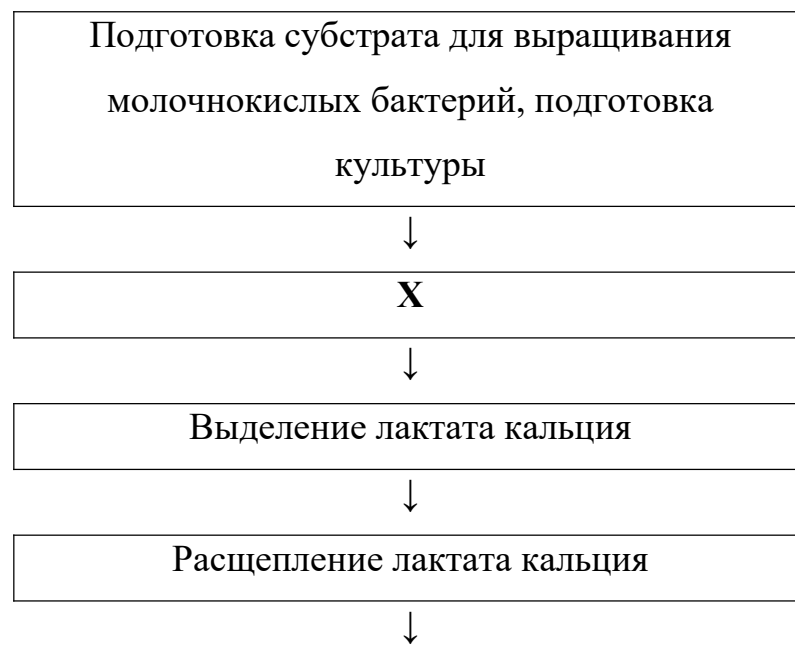 Подготовка субстрата для выращивания
молочнокислых бактерий, подготовка
культуры
↓
Х
↓
Выделение лактата кальция
↓
Расщепление лактата кальция
↓